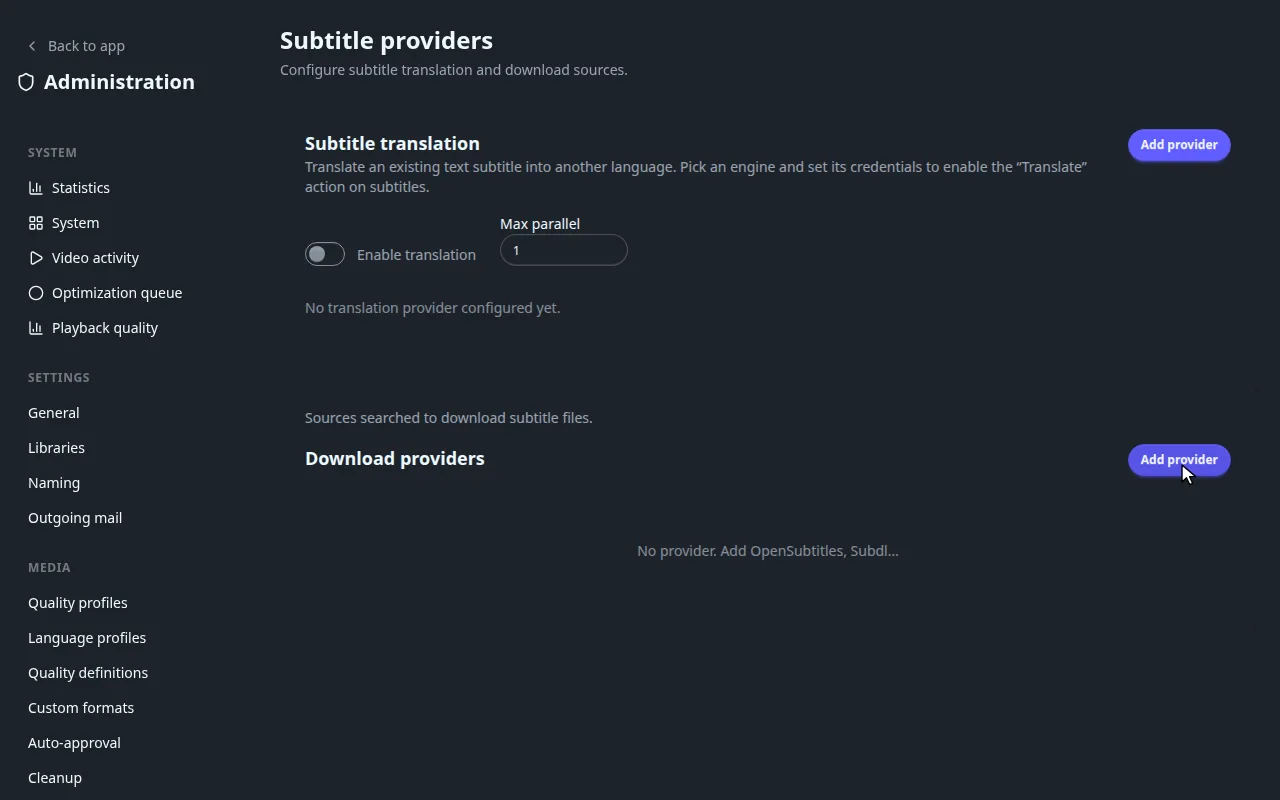 Back to app
Administration
SYSTEM
Statistics
System
Video activity
Optimization queue
Playback quality
SETTINGS
General
Libraries
Naming
Outgoing mail
MEDIA
Quality profiles
Language profiles
Quality definitions
Custom formats
Auto-approval
Cleanup
Subtitle providers
Configure subtitle translation and download sources.
Subtitle translation
Add provider
Translate an existing text subtitle into another language. Pick an engine and set its credentials to enable the “Translate”
action on subtitles.
Max parallel
Enable translation
1
No translation provider configured yet.
Sources searched to download subtitle files.
Download providers
Add provider
No provider. Add OpenSubtitles, Subdl...